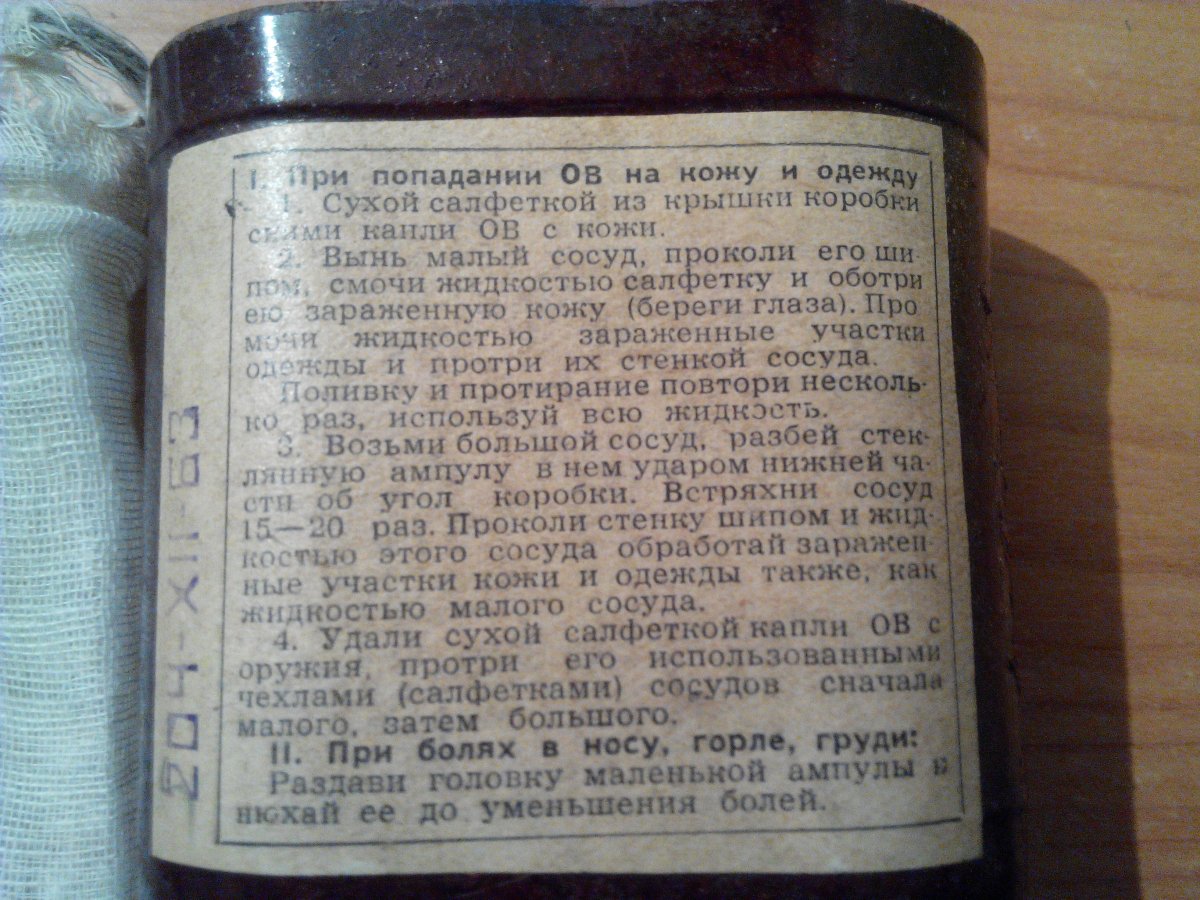 I. При попадании ОВ на кожу и одежду
1. Сухой салфеткой из крышки коробки
сними капли ОВ с кожи.
2. Вынь малый сосуд, проколи его ши-
пом, смочи жидкостью салфетку и оботри
ею зараженную кожу (береги глаза). Про
мочи жидкостью зараженные участки
одежды и протри их стенкой сосуда.
Поливку и протирание повтори несколь-
ко раз, используй всю жидкость.
3. Возьми большой сосуд, разбей стек-
лянную ампулу в нем ударом нижней ча-
сти об угол коробки. Встряхни сосуд
15—20 раз. Проколи стенку шипом и жид-
костью этого сосуда обработай заражен-
ные участки кожи и одежды также, как
жидкостью малого сосуда.
4. Удали сухой салфеткой капли ОВ с
оружия, протри его использованными
чехлами (салфетками) сосудов сначала
малого, затем большого.
II. При болях в носу, горле, груди:
Раздави головку маленькой ампулы и
нюхай ее до уменьшения болей.
204-XII-63